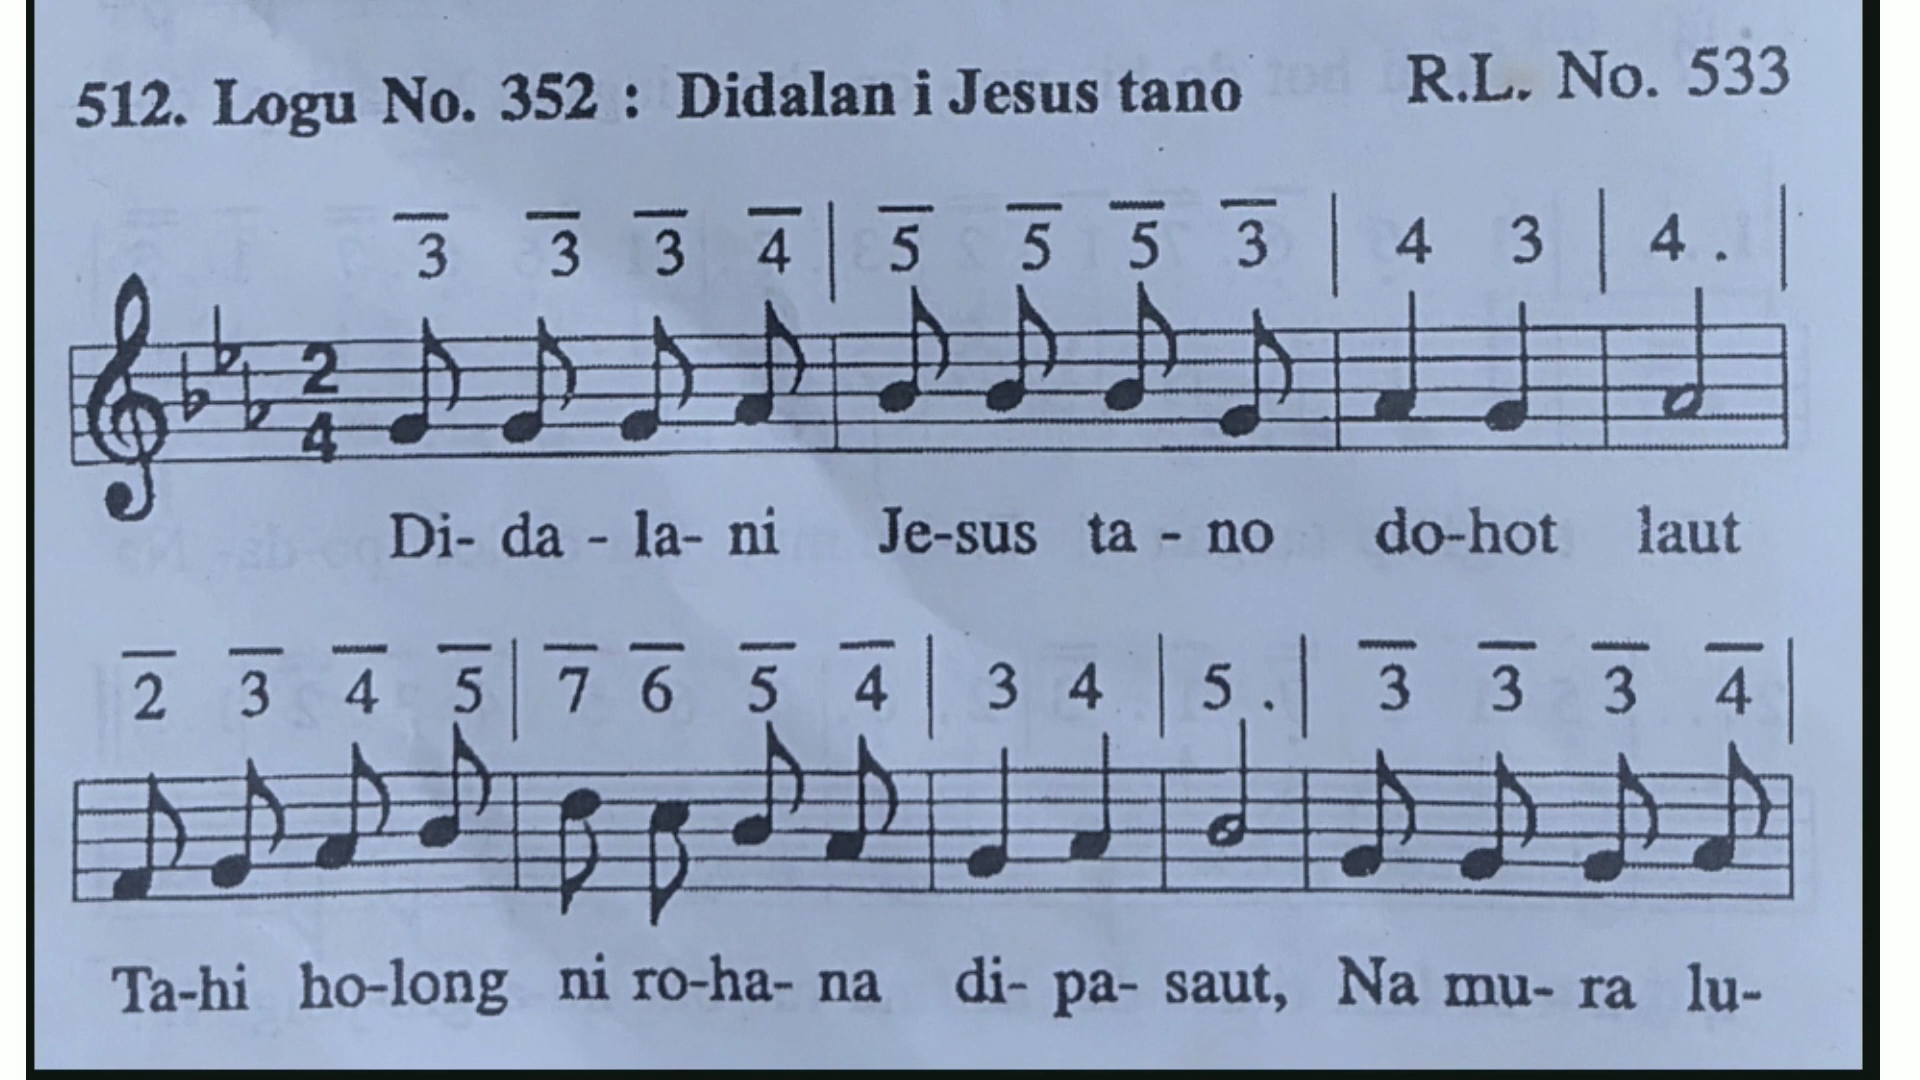 512. Logu No. 352 : Didalan i Jesus tano R.L. No. 533
3 3 3 4 | 5 5 5 3 | 4 3 | 4 . |
2 4
Di- da - la- ni Je-sus ta - no do-hot laut
2 3 4 5 | 7 6 5 4 | 3 4 | 5 . | 3 3 3 4 |
Ta-hi ho-long ni ro-ha- na di- pa- saut, Na mu- ra lu-